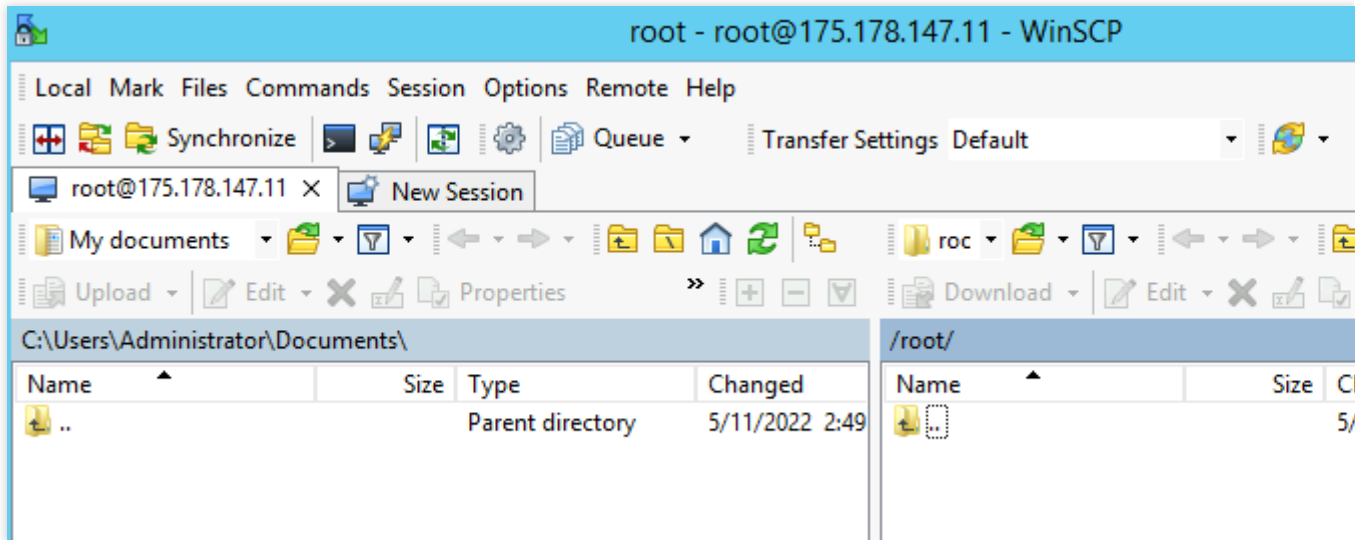 root - root@175.178.147.11 - WinSCP
Local Mark Files Commands Session Options Remote Help
Synchronize Queue Transfer Settings Default
root@175.178.147.11 New Session
My documents roc
Upload Edit Properties Download Edit
C:\Users\Administrator\Documents\ /root/
Name Size Type Changed Name Size
.. Parent directory 5/11/2022 2:49 .. 5/